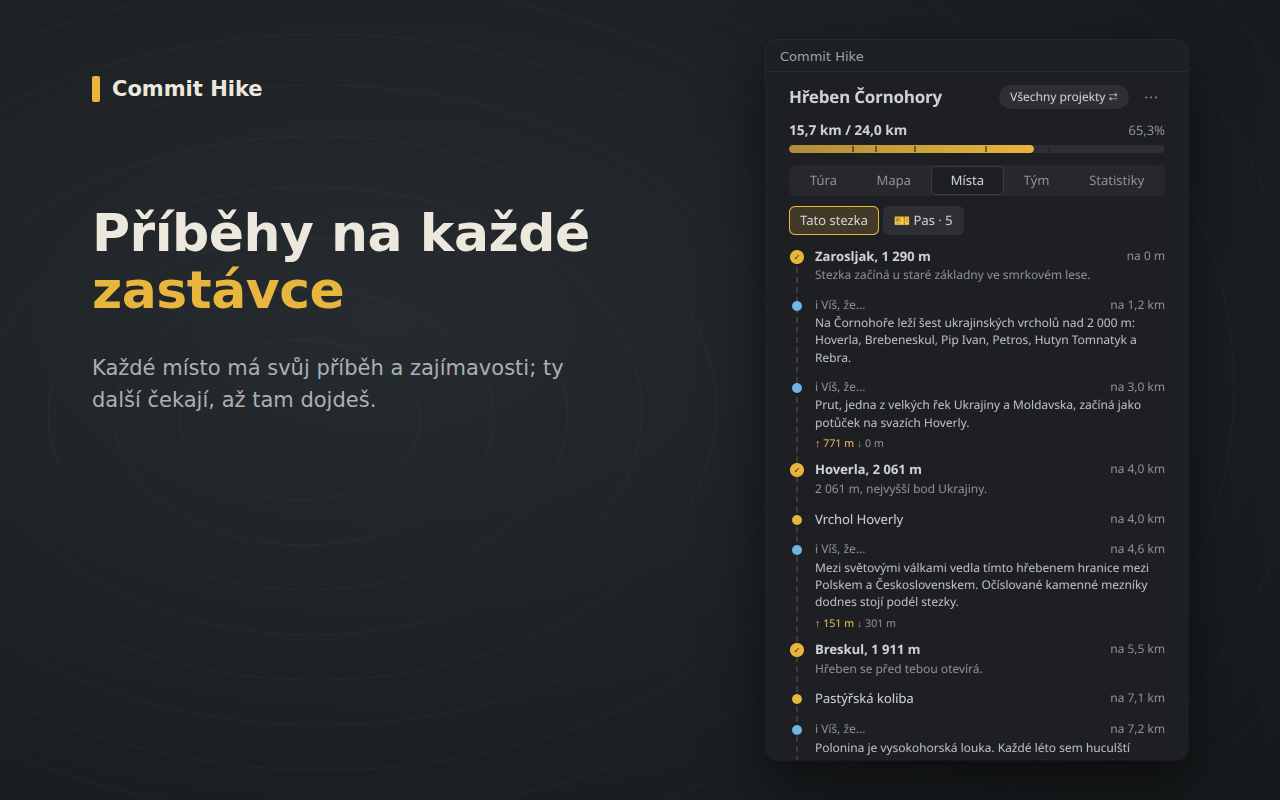 Commit Hike
Příběhy na každé
zastávce
Každé místo má svůj příběh a zajímavosti; ty
další čekají, až tam dojdeš.
Commit Hike
Hřeben Čornohory
Všechny projekty ⇄
···
15,7 km / 24,0 km
65,3%
Túra
Mapa
Místa
Tým
Statistiky
Tato stezka
🎫 Pas · 5
Zarosljak, 1 290 m
na 0 m
Stezka začíná u staré základny ve smrkovém lese.
i Víš, že…
na 1,2 km
Na Čornohoře leží šest ukrajinských vrcholů nad 2 000 m:
Hoverla, Brebeneskul, Pip Ivan, Petros, Hutyn Tomnatyk a
Rebra.
i Víš, že…
na 3,0 km
Prut, jedna z velkých řek Ukrajiny a Moldavska, začíná jako
potůček na svazích Hoverly.
↑ 771 m ↓ 0 m
Hoverla, 2 061 m
na 4,0 km
2 061 m, nejvyšší bod Ukrajiny.
Vrchol Hoverly
na 4,0 km
i Víš, že…
na 4,6 km
Mezi světovými válkami vedla tímto hřebenem hranice mezi
Polskem a Československem. Očíslované kamenné mezníky
dodnes stojí podél stezky.
↑ 151 m ↓ 301 m
Breskul, 1 911 m
na 5,5 km
Hřeben se před tebou otevírá.
Pastýřská koliba
na 7,1 km
i Víš, že…
na 7,2 km
Polonina je vysokohorská louka. Každé léto sem huculští